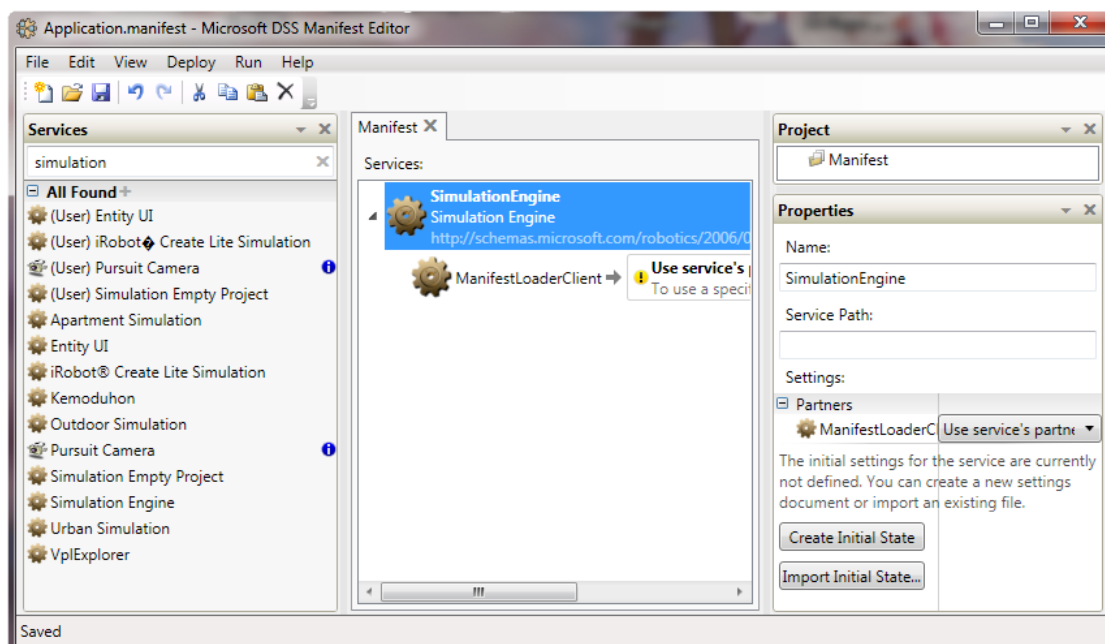 Application.manifest - Microsoft DSS Manifest Editor
File Edit View Deploy Run Help
Services
simulation
All Found
(User) Entity UI
(User) iRobot� Create Lite Simulation
(User) Pursuit Camera
(User) Simulation Empty Project
Apartment Simulation
Entity UI
iRobot® Create Lite Simulation
Kemoduhon
Outdoor Simulation
Pursuit Camera
Simulation Empty Project
Simulation Engine
Urban Simulation
VplExplorer
Manifest
Services:
SimulationEngine
Simulation Engine
http://schemas.microsoft.com/robotics/2006/0
ManifestLoaderClient
Use service's
To use a specif
Project
Manifest
Properties
Name:
SimulationEngine
Service Path:
Settings:
Partners
ManifestLoaderCl
Use service's partne
The initial settings for the service are currently
not defined. You can create a new settings
document or import an existing file.
Create Initial State
Import Initial State...
Saved